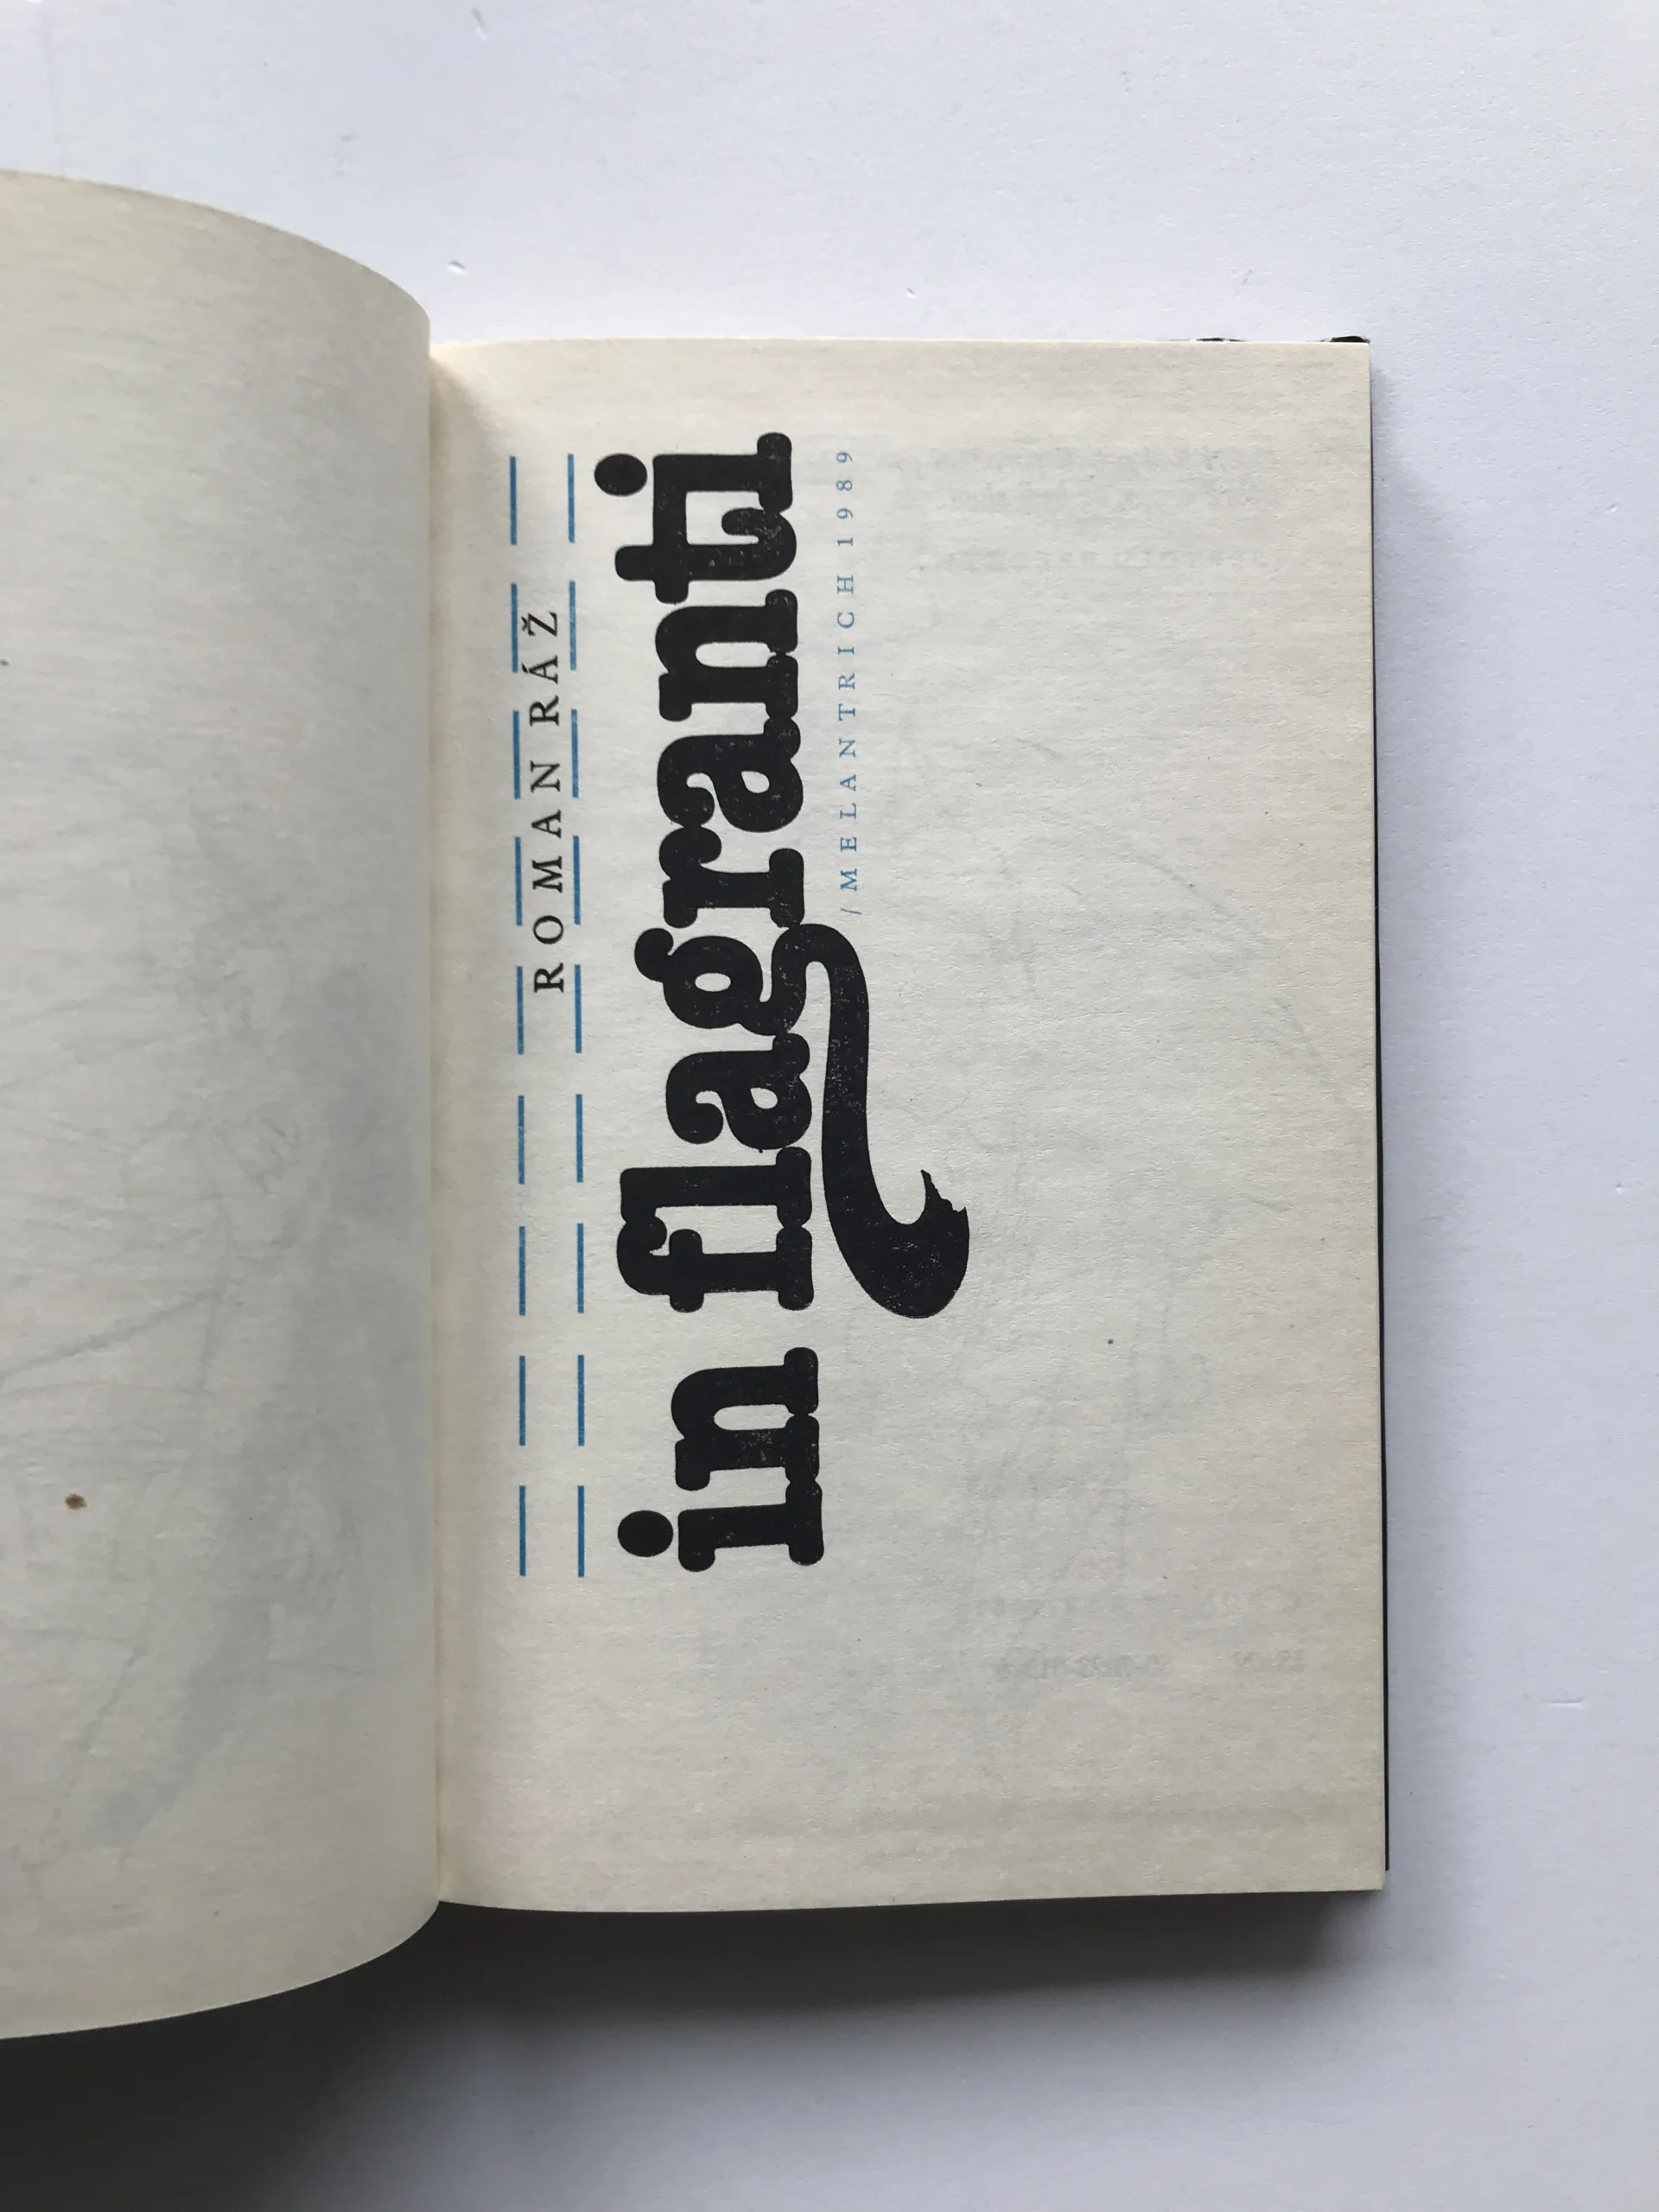 ROMAN RÁŽ
in flagranti
/ MELANTRICH 1989